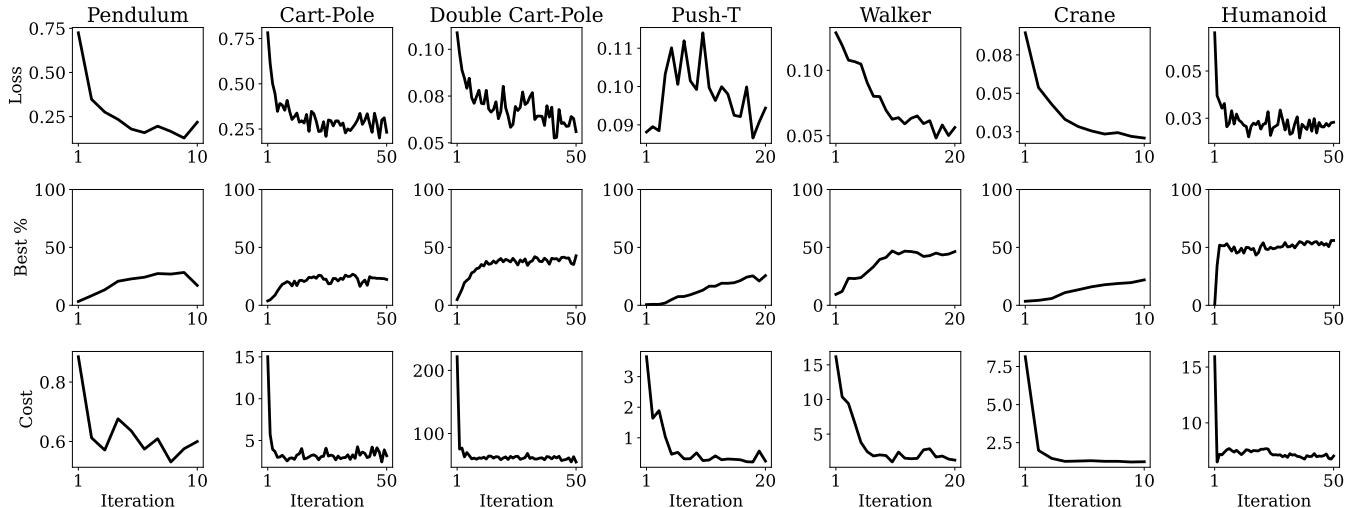 Pendulum Cart-Pole Double Cart-Pole Push-T Walker Crane Humanoid
Loss
0.75 0.50 0.25 1 10
0.75 0.50 0.25 1 50
0.10 0.08 0.05 1 50
0.11 0.10 0.09 1 20
0.10 0.05 1 20
0.08 0.05 0.03 1 10
0.05 0.03 1 50
Best %
100 50 0 1 10
100 50 0 1 50
100 50 0 1 50
100 50 0 1 20
100 50 0 1 20
100 50 0 1 10
100 50 0 1 50
Cost
0.8 0.6 1 10
15 10 5 1 50
200 100 1 50
3 2 1 1 20
15 10 5 1 20
7.5 5.0 2.5 1 10
15 10 1 50
Iteration Iteration Iteration Iteration Iteration Iteration Iteration